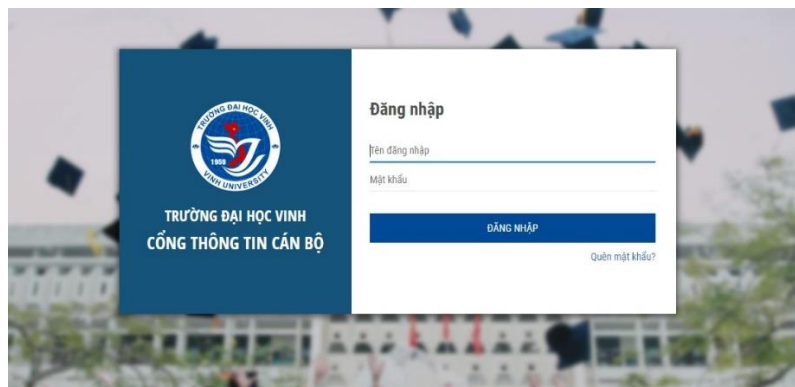 TRƯỜNG ĐẠI HỌC VINH
1959
VINH UNIVERSITY
TRƯỜNG ĐẠI HỌC VINH
CỔNG THÔNG TIN CÁN BỘ
Đăng nhập
Tên đăng nhập
Mật khẩu
ĐĂNG NHẬP
Quên mật khẩu?